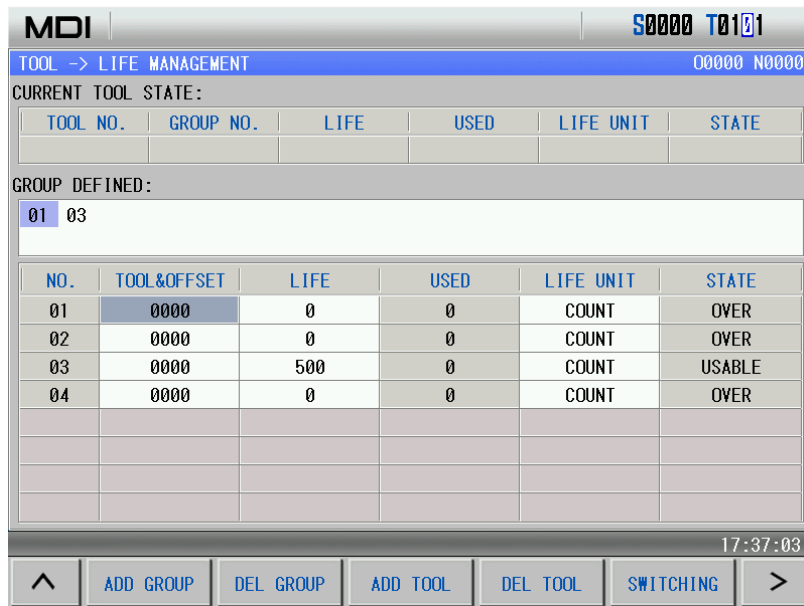 MDI S0000 T0101
TOOL -> LIFE MANAGEMENT O0000 N0000
CURRENT TOOL STATE:
TOOL NO. GROUP NO. LIFE USED LIFE UNIT STATE
GROUP DEFINED:
01 03
NO. TOOL&OFFSET LIFE USED LIFE UNIT STATE
01 0000 0 0 COUNT OVER
02 0000 0 0 COUNT OVER
03 0000 500 0 COUNT USABLE
04 0000 0 0 COUNT OVER
17:37:03
^ ADD GROUP DEL GROUP ADD TOOL DEL TOOL SWITCHING >